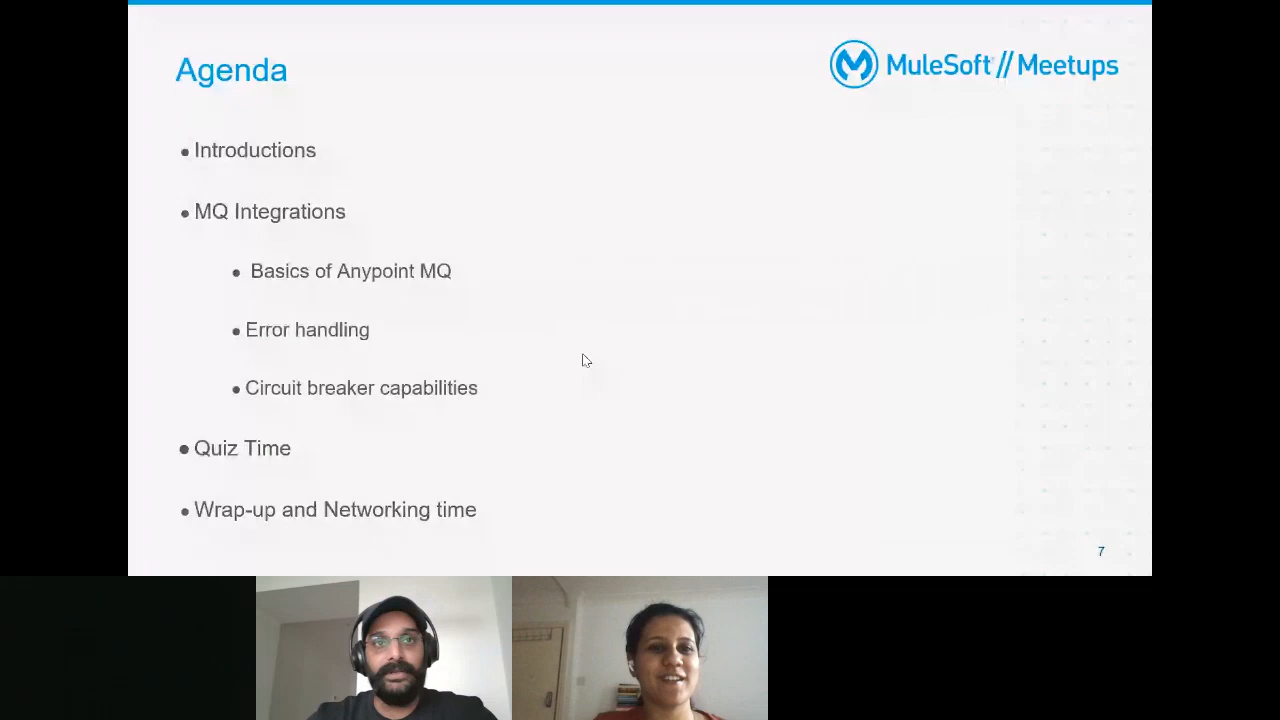 Agenda
MuleSoft // Meetups
● Introductions
● MQ Integrations
● Basics of Anypoint MQ
● Error handling
● Circuit breaker capabilities
● Quiz Time
● Wrap-up and Networking time
7